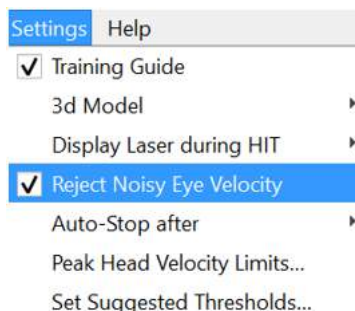 Settings Help
Training Guide
3d Model
Display Laser during HIT
Reject Noisy Eye Velocity
Auto-Stop after
Peak Head Velocity Limits...
Set Suggested Thresholds...